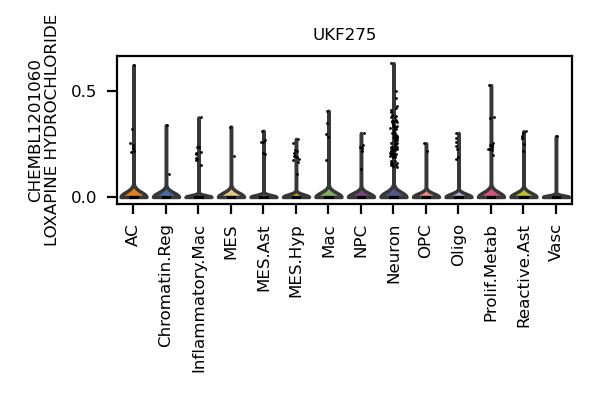 UKF275
CHEMBL1201060
LOXAPINE HYDROCHLORIDE
0.5
0.0
AC
Chromatin.Reg
Inflammatory.Mac
MES
MES.Ast
MES.Hyp
Mac
NPC
Neuron
OPC
Oligo
Prolif.Metab
Reactive.Ast
Vasc